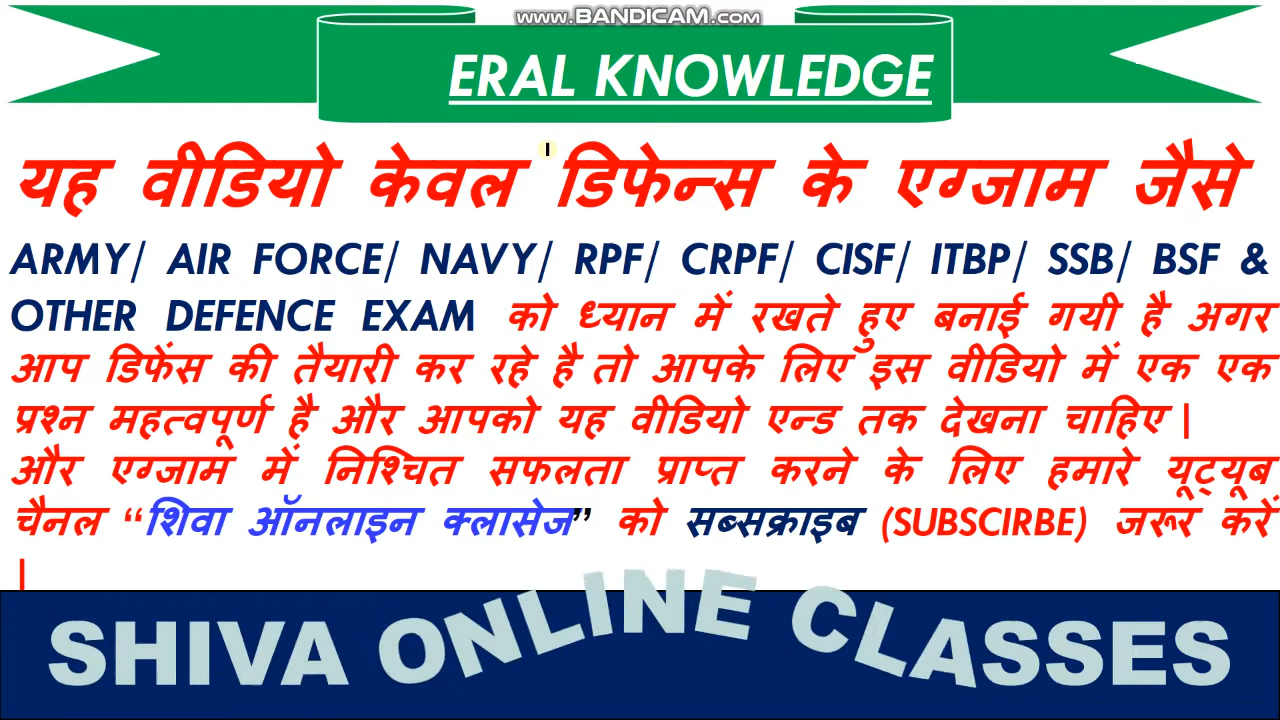 www.BANDICAM.com
ERAL KNOWLEDGE
यह वीडियो केवल डिफेन्स के एग्जाम जैसे
ARMY/ AIR FORCE/ NAVY/ RPF/ CRPF/ CISF/ ITBP/ SSB/ BSF &
OTHER DEFENCE EXAM को ध्यान में रखते हुए बनाई गयी है अगर
आप डिफेंस की तैयारी कर रहे है तो आपके लिए इस वीडियो में एक एक
प्रश्न महत्वपूर्ण है और आपको यह वीडियो एन्ड तक देखना चाहिए |
और एग्जाम में निश्चित सफलता प्राप्त करने के लिए हमारे यूट्यूब
चैनल “शिवा ऑनलाइन क्लासेज” को सब्सक्राइब (SUBSCIRBE) जरूर करें
|
SHIVA ONLINE CLASSES